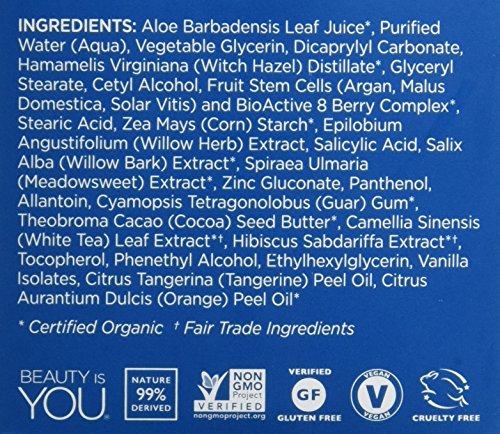 INGREDIENTS: Aloe Barbadensis Leaf Juice*, Purified
Water (Aqua), Vegetable Glycerin, Dicaprylyl Carbonate,
Hamamelis Virginiana (Witch Hazel) Distillate*, Glyceryl
Stearate, Cetyl Alcohol, Fruit Stem Cells (Argan, Malus
Domestica, Solar Vitis) and BioActive 8 Berry Complex*,
Stearic Acid, Zea Mays (Corn) Starch*, Epilobium
Angustifolium (Willow Herb) Extract, Salicylic Acid, Salix
Alba (Willow Bark) Extract*, Spiraea Ulmaria
(Meadowsweet) Extract*, Zinc Gluconate, Panthenol,
Allantoin, Cyamopsis Tetragonolobus (Guar) Gum*,
Theobroma Cacao (Cocoa) Seed Butter*, Camellia Sinensis
(White Tea) Leaf Extract*†, Hibiscus Sabdariffa Extract*†,
Tocopherol, Phenethyl Alcohol, Ethylhexylglycerin, Vanilla
Isolates, Citrus Tangerina (Tangerine) Peel Oil, Citrus
Aurantium Dulcis (Orange) Peel Oil*
* Certified Organic † Fair Trade Ingredients
BEAUTY IS
YOU
NATURE
99%
DERIVED
NON
GMO
Project
VERIFIED
nongmoproject.org
VERIFIED
GF
GLUTEN FREE
VEGAN
V
VEGAN
CRUELTY FREE